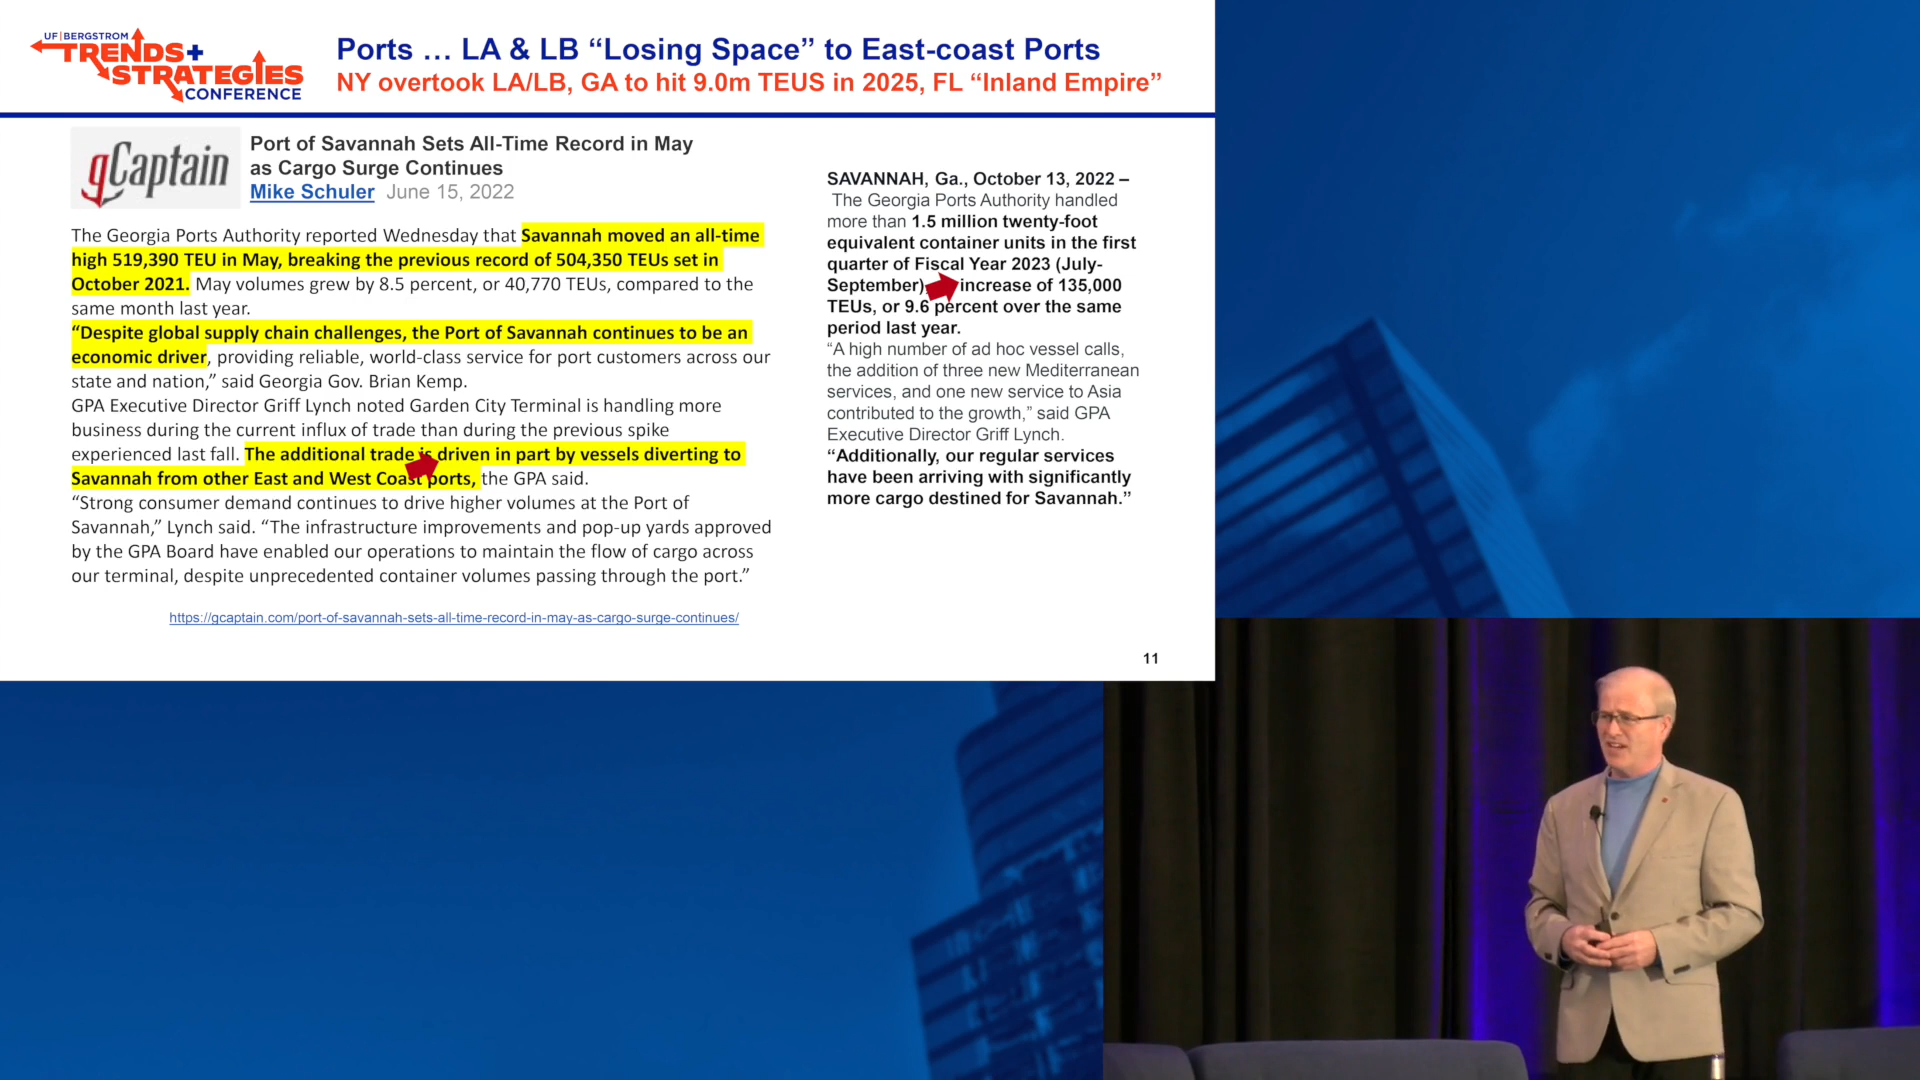 UF|BERGSTROM
TRENDS+
STRATEGIES
CONFERENCE
Ports … LA & LB “Losing Space” to East-coast Ports
NY overtook LA/LB, GA to hit 9.0m TEUS in 2025, FL “Inland Empire”
gCaptain
Port of Savannah Sets All-Time Record in May
as Cargo Surge Continues
Mike Schuler June 15, 2022
The Georgia Ports Authority reported Wednesday that Savannah moved an all-time
high 519,390 TEU in May, breaking the previous record of 504,350 TEUs set in
October 2021. May volumes grew by 8.5 percent, or 40,770 TEUs, compared to the
same month last year.
“Despite global supply chain challenges, the Port of Savannah continues to be an
economic driver, providing reliable, world-class service for port customers across our
state and nation,” said Georgia Gov. Brian Kemp.
GPA Executive Director Griff Lynch noted Garden City Terminal is handling more
business during the current influx of trade than during the previous spike
experienced last fall. The additional trade is driven in part by vessels diverting to
Savannah from other East and West Coast ports, the GPA said.
“Strong consumer demand continues to drive higher volumes at the Port of
Savannah,” Lynch said. “The infrastructure improvements and pop-up yards approved
by the GPA Board have enabled our operations to maintain the flow of cargo across
our terminal, despite unprecedented container volumes passing through the port.”
https://gcaptain.com/port-of-savannah-sets-all-time-record-in-may-as-cargo-surge-continues/
SAVANNAH, Ga., October 13, 2022 –
The Georgia Ports Authority handled
more than 1.5 million twenty-foot
equivalent container units in the first
quarter of Fiscal Year 2023 (July-
September) increase of 135,000
TEUs, or 9.6 percent over the same
period last year.
“A high number of ad hoc vessel calls,
the addition of three new Mediterranean
services, and one new service to Asia
contributed to the growth,” said GPA
Executive Director Griff Lynch.
“Additionally, our regular services
have been arriving with significantly
more cargo destined for Savannah.”
11